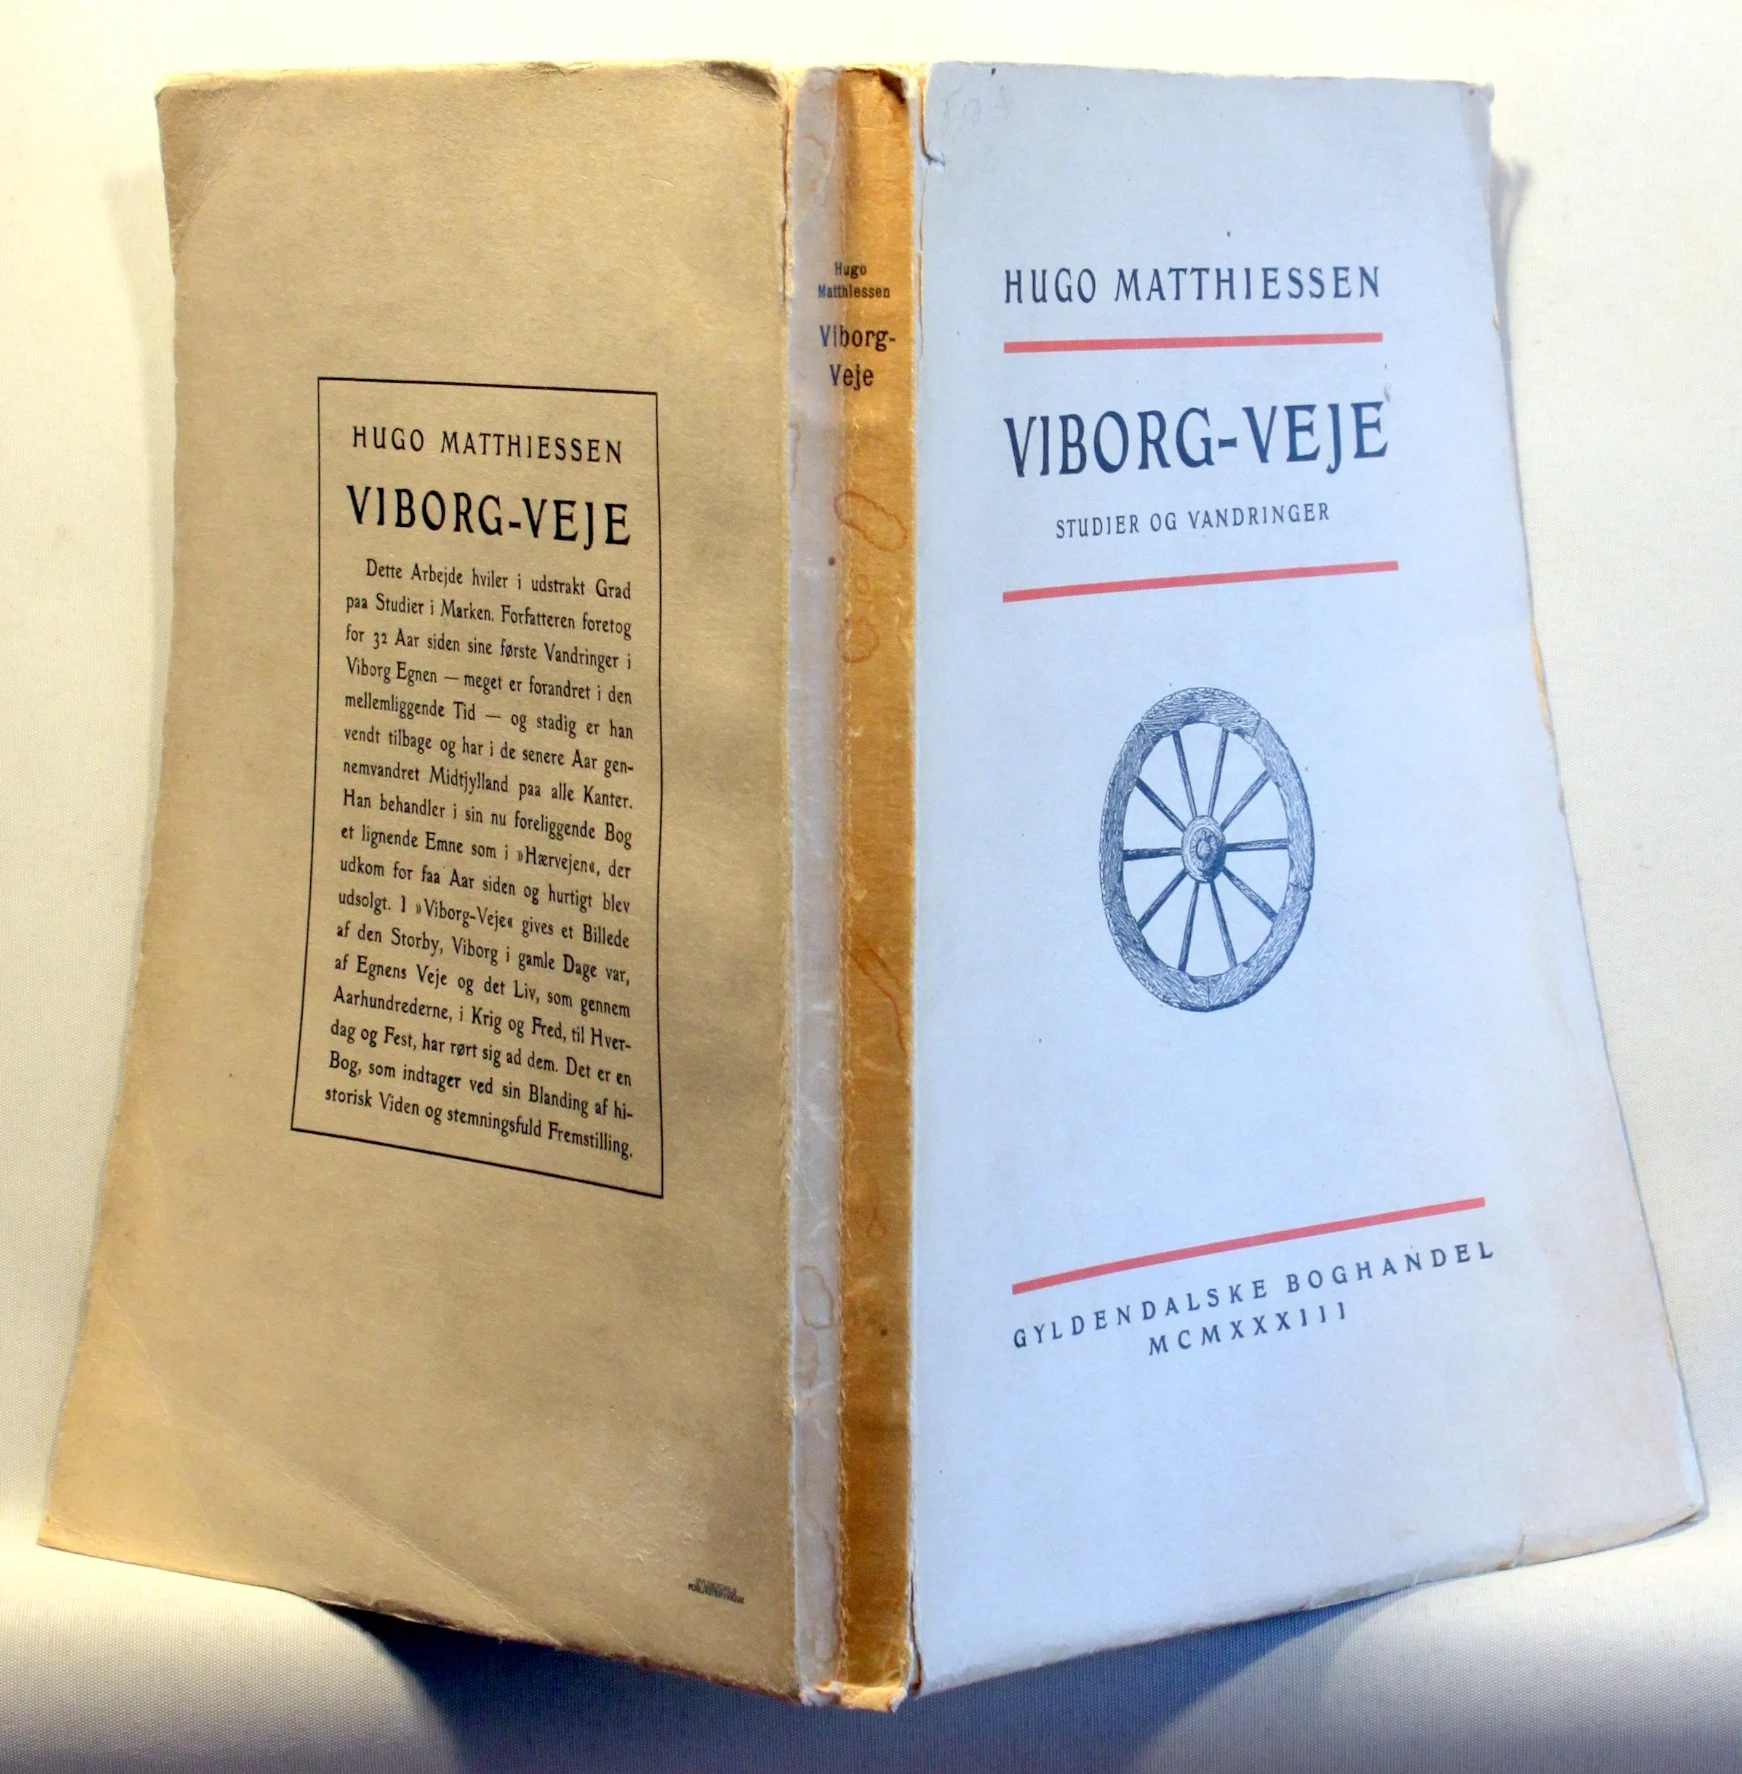 HUGO MATTHIESSEN
VIBORG-VEJE
Dette Arbejde hviler i udstrakt Grad
paa Studier i Marken. Forfatteren foretog
for 32 Aar siden sine første Vandringer i
Viborg Egnen — meget er forandret i den
mellemliggende Tid — og stadig er han
vendt tilbage og har i de senere Aar gen-
nemvandret Midtjylland paa alle Kanter.
Han behandler i sin nu foreliggende Bog
et lignende Emne som i »Hærvejen«, der
udkom for faa Aar siden og hurtigt blev
udsolgt. I »Viborg-Veje« gives et Billede
af den Storby, Viborg i gamle Dage var,
af Egnens Veje og det Liv, som gennem
Aarhundrederne, i Krig og Fred, til Hver-
dag og Fest, har rørt sig ad dem. Det er en
Bog, som indtager ved sin Blanding af hi-
storisk Viden og stemningsfuld Fremstilling.
Hugo
Matthiessen
Viborg-
Veje
HUGO MATTHIESSEN
VIBORG-VEJE
STUDIER OG VANDRINGER
GYLDENDALSKE BOGHANDEL
MCMXXXIII